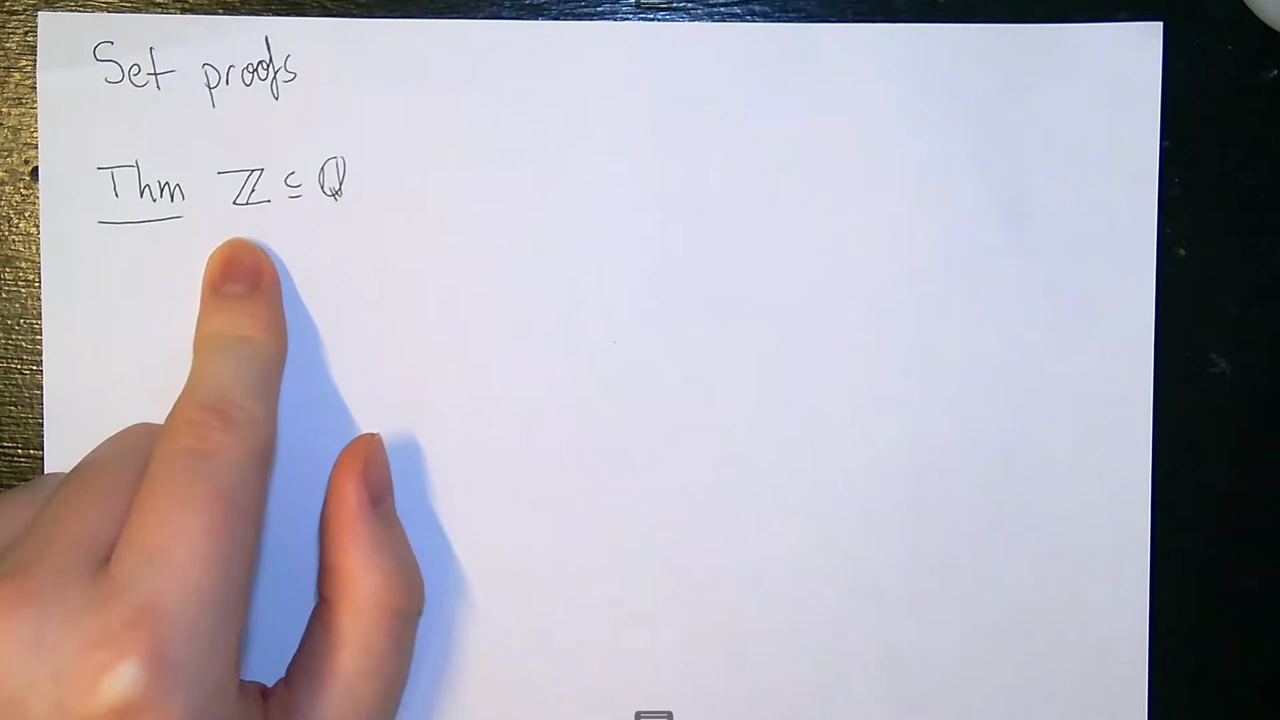 Set proofs
Thm ℤ ⊆ ℚ